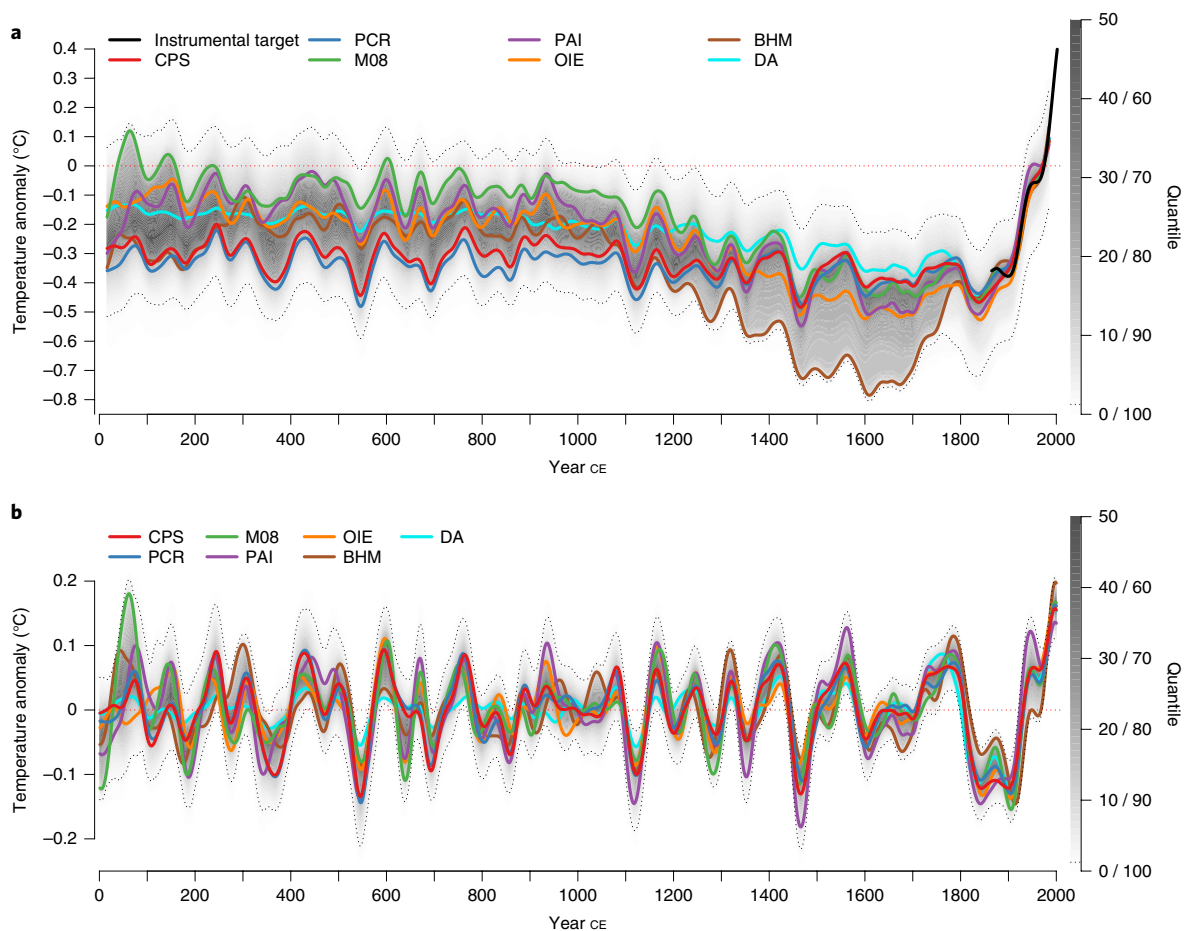 a
Instrumental target PCR PAI BHM
CPS M08 OIE DA
Temperature anomaly (°C)
0.4
0.3
0.2
0.1
0
–0.1
–0.2
–0.3
–0.4
–0.5
–0.6
–0.7
–0.8
0 200 400 600 800 1000 1200 1400 1600 1800 2000
Year CE
50
40 / 60
30 / 70
20 / 80
10 / 90
0 / 100
Quantile
b
CPS M08 OIE DA
PCR PAI BHM
Temperature anomaly (°C)
0.2
0.1
0
–0.1
–0.2
0 200 400 600 800 1000 1200 1400 1600 1800 2000
Year CE
50
40 / 60
30 / 70
20 / 80
10 / 90
0 / 100
Quantile